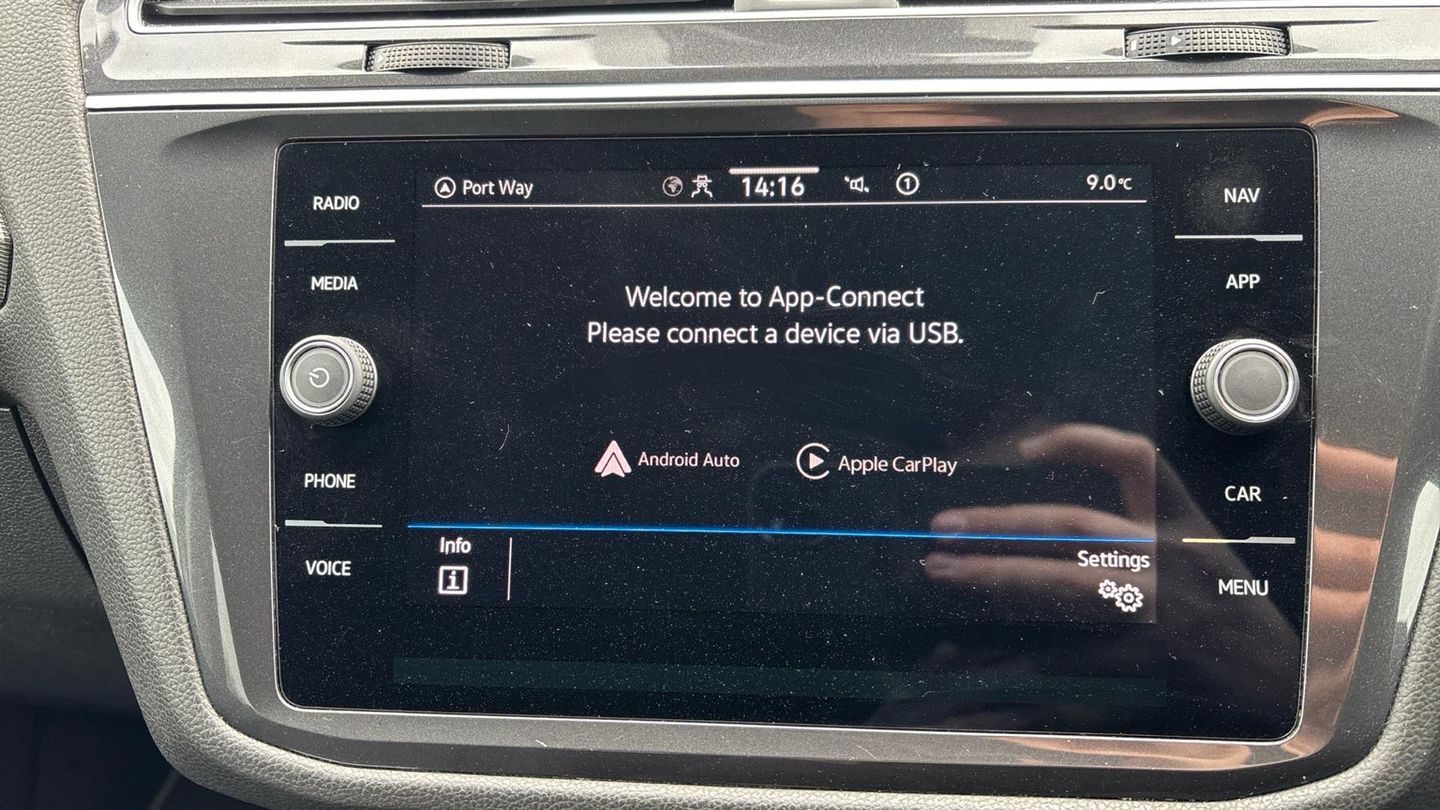 Port Way
14:16
1
9.0°C
RADIO
MEDIA
PHONE
VOICE
Welcome to App-Connect
Please connect a device via USB.
Android Auto
Apple CarPlay
Info
i
Settings
NAV
APP
CAR
MENU